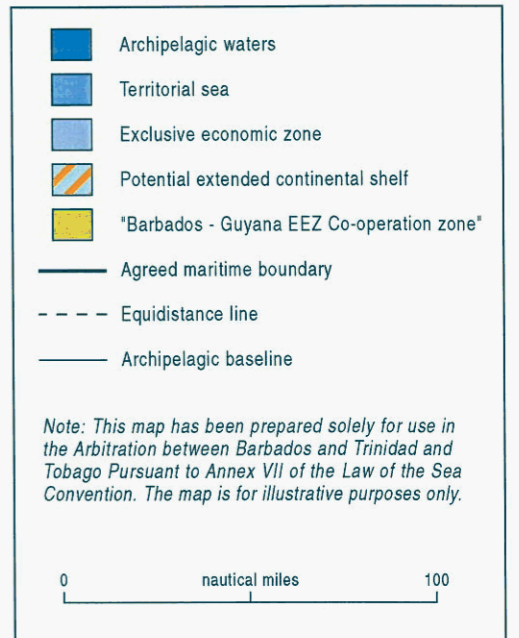 Archipelagic waters
Territorial sea
Exclusive economic zone
Potential extended continental shelf
"Barbados - Guyana EEZ Co-operation zone"
Agreed maritime boundary
Equidistance line
Archipelagic baseline
Note: This map has been prepared solely for use in
the Arbitration between Barbados and Trinidad and
Tobago Pursuant to Annex VII of the Law of the Sea
Convention. The map is for illustrative purposes only.
0 nautical miles 100